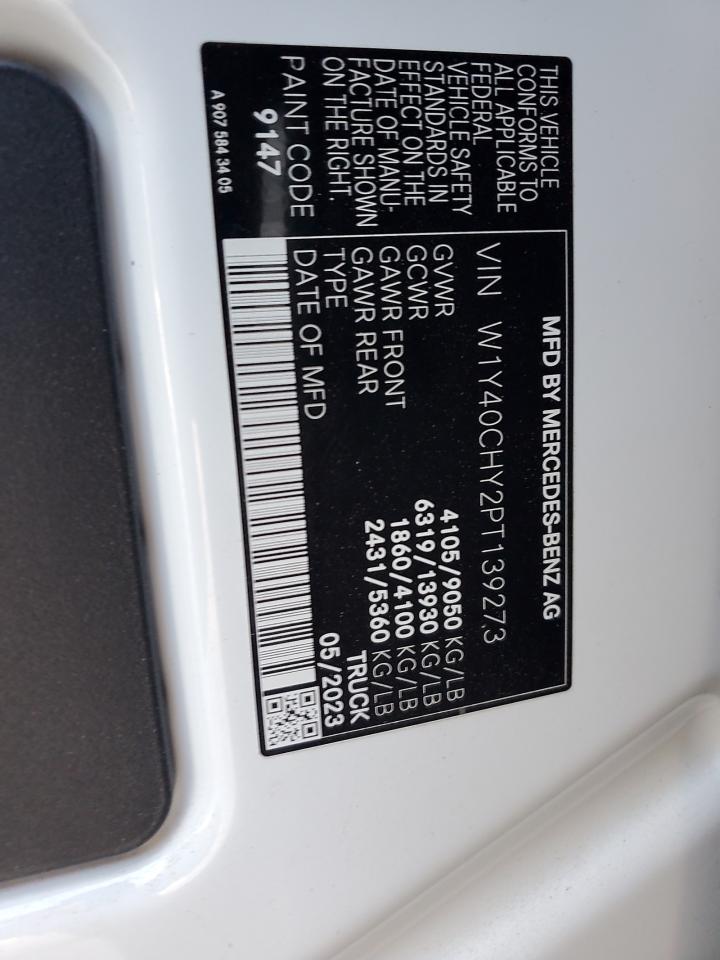 THIS VEHICLE
CONFORMS TO
ALL APPLICABLE
FEDERAL
VEHICLE SAFETY
STANDARDS IN
EFFECT ON THE
DATE OF MANU-
FACTURE SHOWN
ON THE RIGHT.
PAINT CODE
9147
A 907 584 34 05
MFD BY MERCEDES-BENZ AG
VIN W1Y40CHY2PT139273
GVWR 4105/9050 KG/LB
GCWR 6319/13930 KG/LB
GAWR FRONT 1860/4100 KG/LB
GAWR REAR 2431/5360 KG/LB
TYPE TRUCK
DATE OF MFD 05/2023